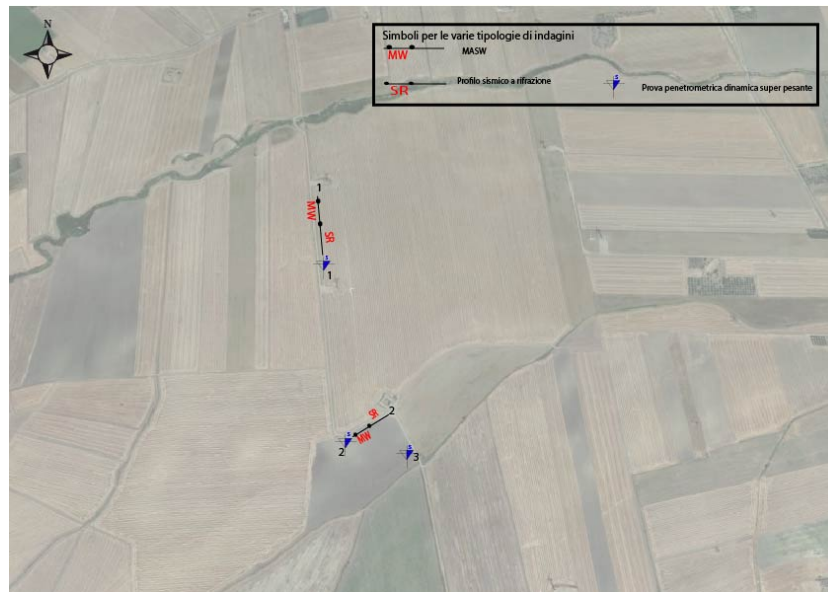 N
Simboli per le varie tipologie di indagini
MW
MASW
SR
Profilo sismico a rifrazione
S
Prova penetrometrica dinamica super pesante
1
MW
SR
S
1
SR
2
MW
S
2
S
3